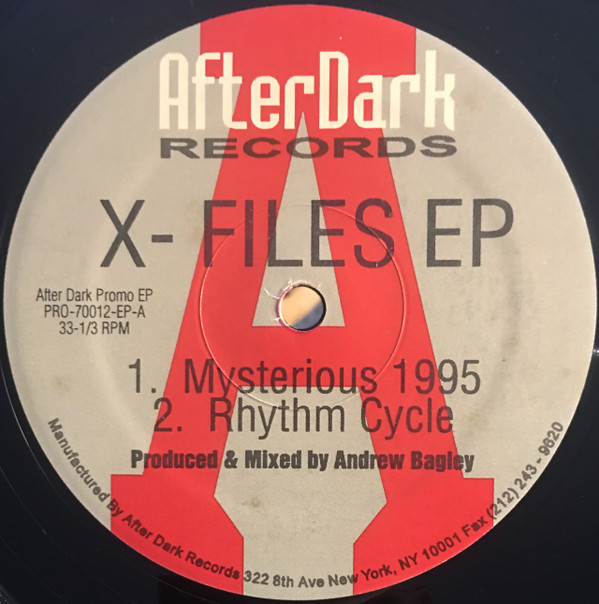 AfterDark
RECORDS
X- FILES EP
After Dark Promo EP
PRO-70012-EP-A
33-1/3 RPM
1. Mysterious 1995
2. Rhythm Cycle
Produced & Mixed by Andrew Bagley
Manufactured By After Dark Records 322 8th Ave New York, NY 10001 Fax (212) 243 - 9620